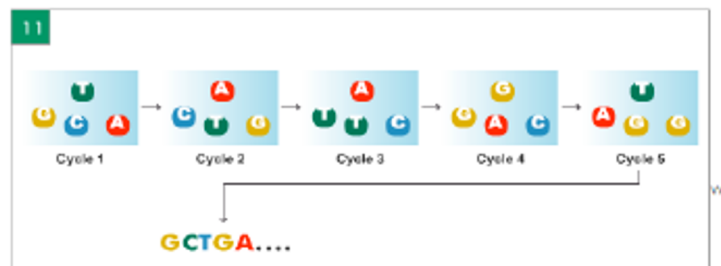 11
T A A G T
G C A C T G T T C G A C A G G
Cycle 1 Cycle 2 Cycle 3 Cycle 4 Cycle 5
GCTGA....